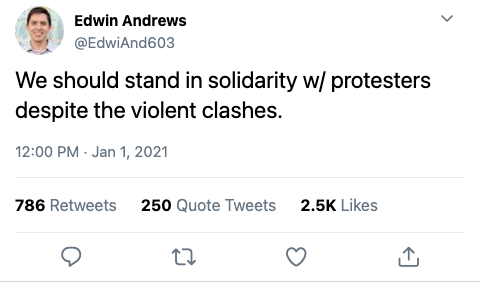 Edwin Andrews
@EdwiAnd603
We should stand in solidarity w/ protesters
despite the violent clashes.
12:00 PM · Jan 1, 2021
786 Retweets 250 Quote Tweets 2.5K Likes